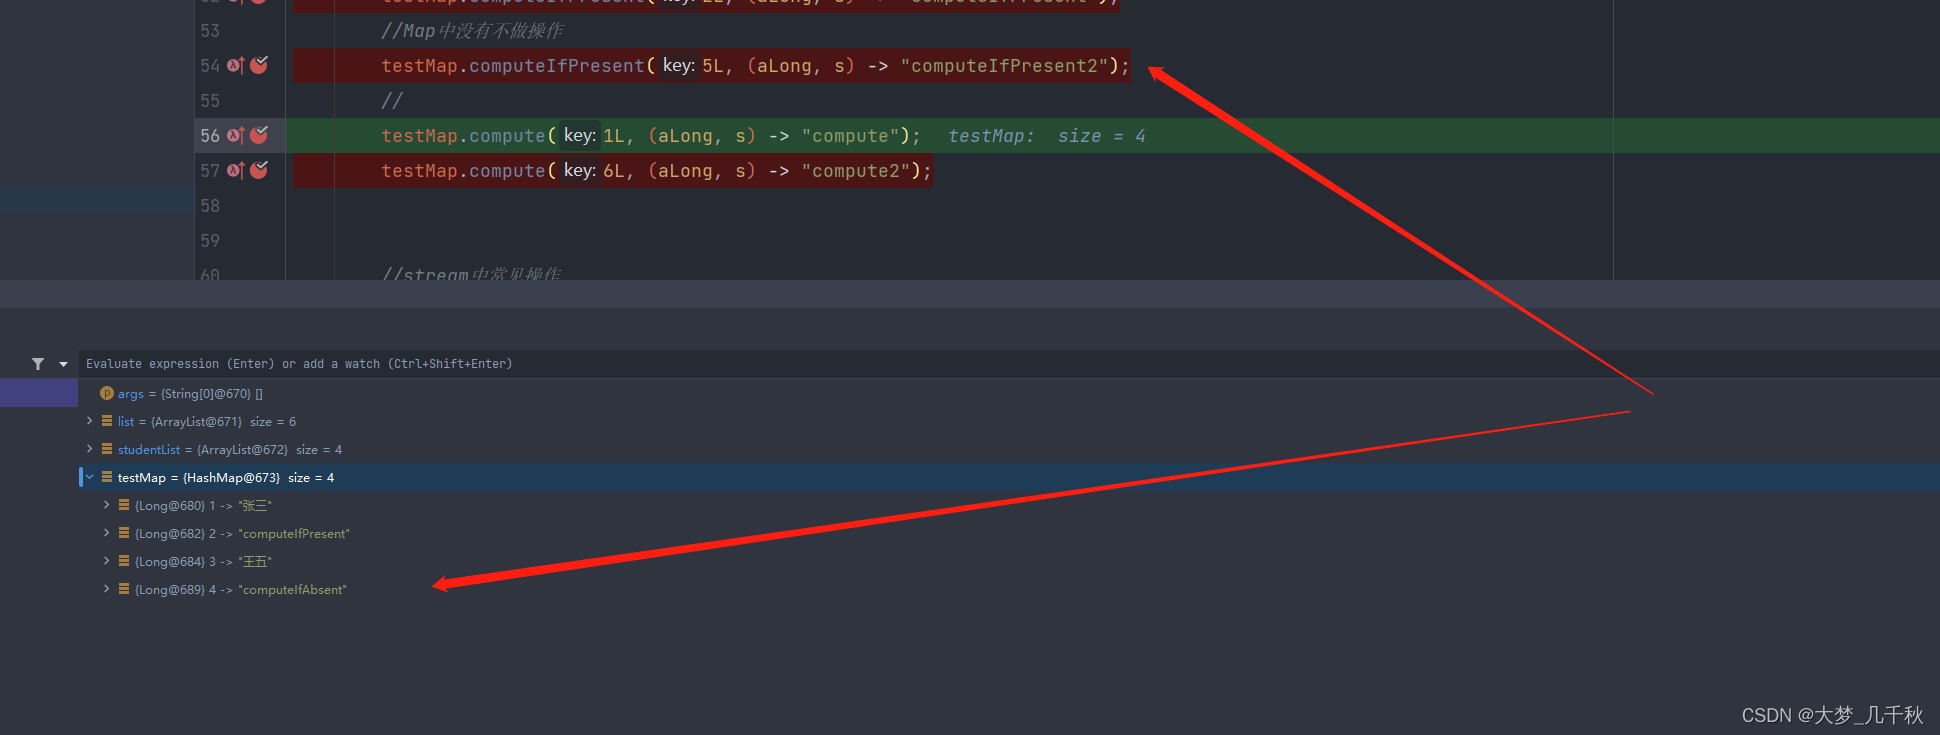 53 //Map中没有不做操作
54 testMap.computeIfPresent( key: 5L, (aLong, s) -> "computeIfPresent2");
55 //
56 testMap.compute( key: 1L, (aLong, s) -> "compute"); testMap: size = 4
57 testMap.compute( key: 6L, (aLong, s) -> "compute2");
58
59
60 //stream中常见操作
Evaluate expression (Enter) or add a watch (Ctrl+Shift+Enter)
p args = {String[0]@670} []
list = {ArrayList@671} size = 6
studentList = {ArrayList@672} size = 4
testMap = {HashMap@673} size = 4
{Long@680} 1 -> "张三"
{Long@682} 2 -> "computeIfPresent"
{Long@684} 3 -> "王五"
{Long@689} 4 -> "computeIfAbsent"
CSDN @大梦_几千秋